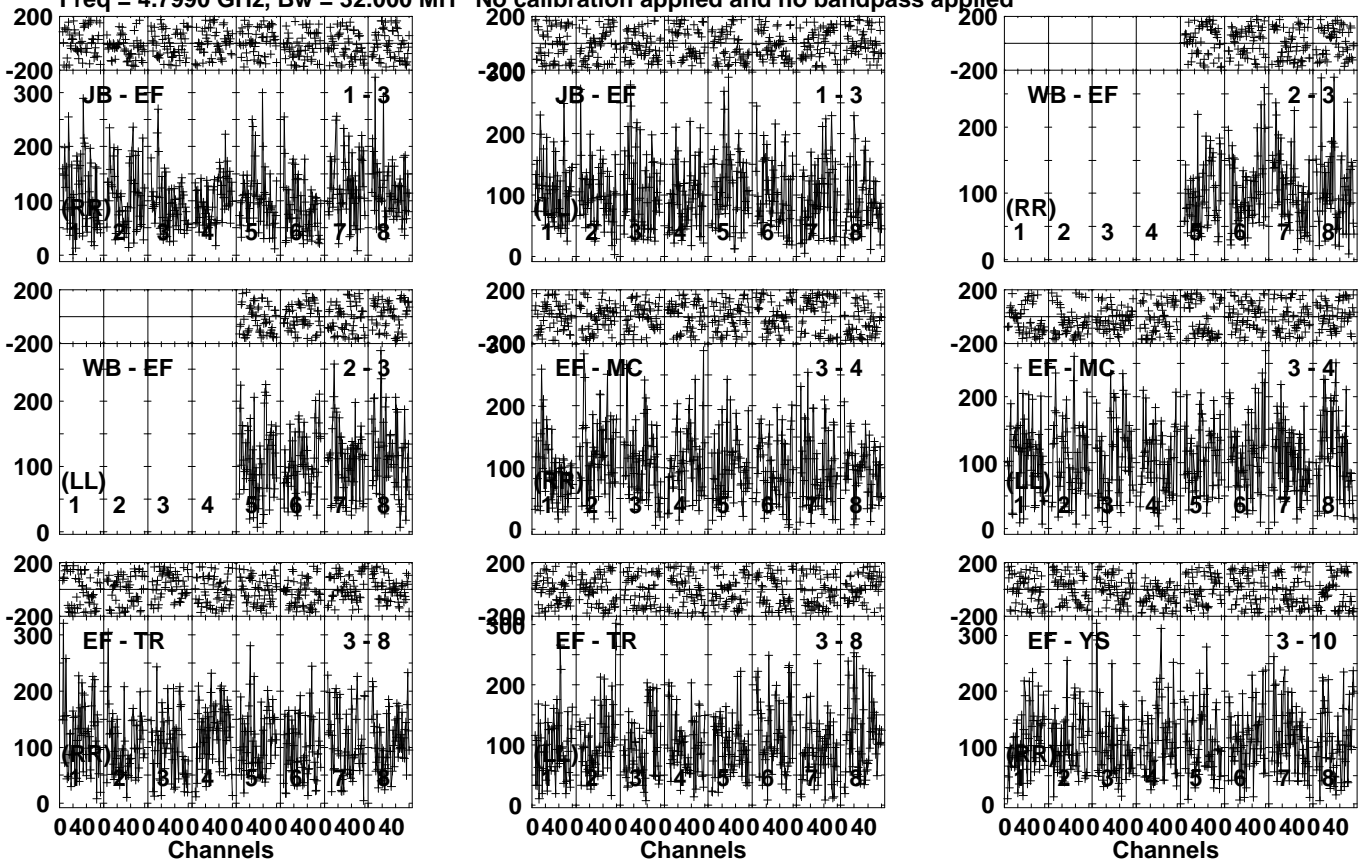 Freq = 4.7990 GHz, Bw = 32.000 MH No calibration applied and no bandpass applied
200 200
-200 -200
300 JB - EF 1 - 3 300 JB - EF 1 - 3 WB - EF 2 - 3
200 200 200
100 100 100
(RR) (LL) (RR)
1 2 3 4 5 6 7 8 1 2 3 4 5 6 7 8 1 2 3 4 5 6 7 8
0 0 0
200 200 200
-200 -200 -200
300
WB - EF 2 - 3 EF - MC 3 - 4 EF - MC 3 - 4
200 200 200
100 100 100
(LL) (RR) (LL)
1 2 3 4 5 6 7 8 1 2 3 4 5 6 7 8 1 2 3 4 5 6 7 8
0 0 0
200 200 200
-200 -200 -200
300 EF - TR 3 - 8 300 EF - TR 3 - 8 300 EF - YS 3 - 10
200 200 200
100 100 100
(RR) (LL) (RR)
1 2 3 4 5 6 7 8 1 2 3 4 5 6 7 8 1 2 3 4 5 6 7 8
0 0 0
0 40 0 40 0 40 0 40 0 40 0 40 0 40 0 40 0 40 0 40 0 40 0 40 0 40 0 40 0 40 0 40 0 40 0 40 0 40 0 40 0 40 0 40 0 40 0 40
Channels Channels Channels